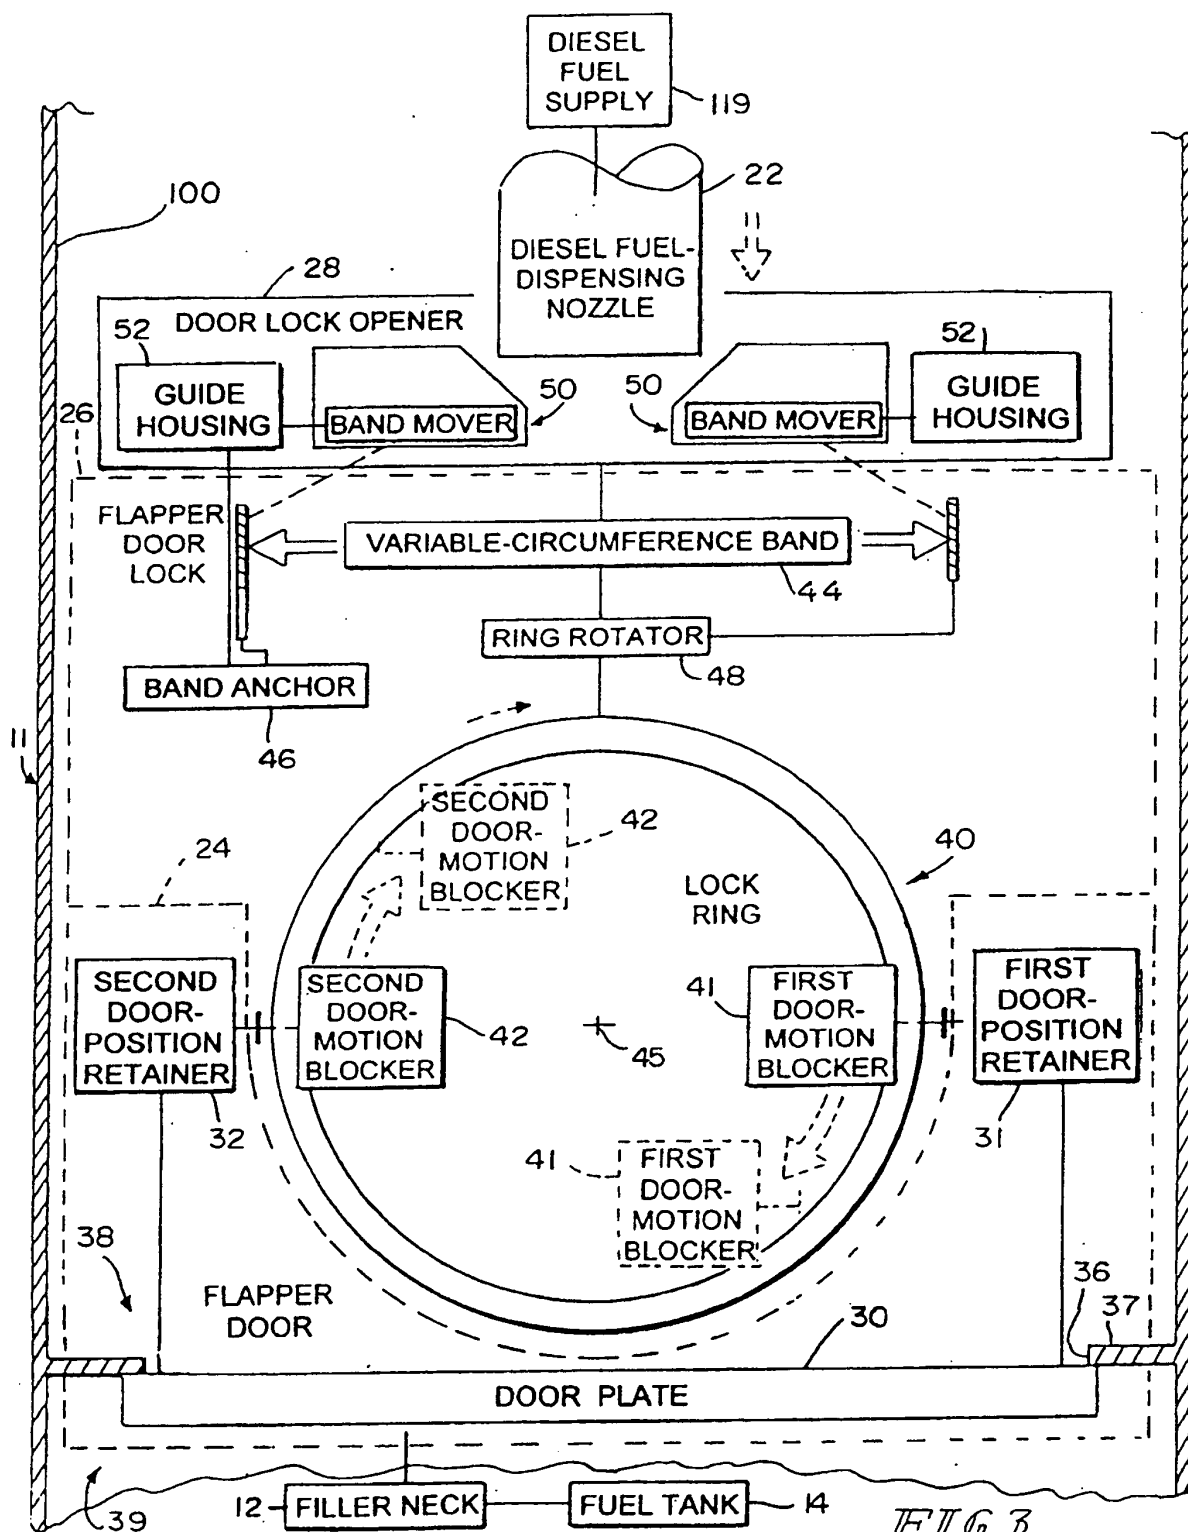 DIESEL
FUEL
SUPPLY
119
22
100
DIESEL FUEL-
DISPENSING
NOZZLE
28
DOOR LOCK OPENER
52
GUIDE
HOUSING
BAND MOVER
50
50
BAND MOVER
52
GUIDE
HOUSING
26
FLAPPER
DOOR
LOCK
VARIABLE-CIRCUMFERENCE BAND
44
RING ROTATOR
48
BAND ANCHOR
46
11
SECOND
DOOR-
MOTION
BLOCKER
42
24
40
LOCK
RING
SECOND
DOOR-
POSITION
RETAINER
32
SECOND
DOOR-
MOTION
BLOCKER
42
45
41
FIRST
DOOR-
MOTION
BLOCKER
FIRST
DOOR-
POSITION
RETAINER
31
41
FIRST
DOOR-
MOTION
BLOCKER
38
FLAPPER
DOOR
30
36
37
DOOR PLATE
39
12
FILLER NECK
FUEL TANK
14
FIG. 3